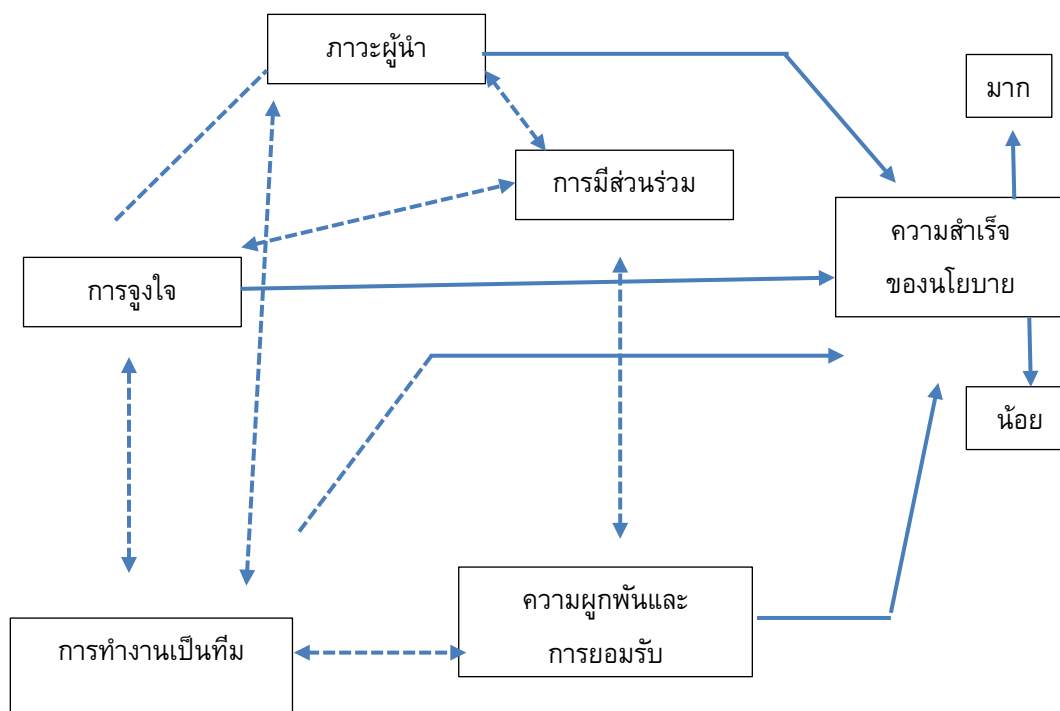 ภาวะผู้นำ
มาก
การมีส่วนร่วม
ความสำเร็จ
ของนโยบาย
การจูงใจ
น้อย
ความผูกพันและ
การยอมรับ
การทำงานเป็นทีม